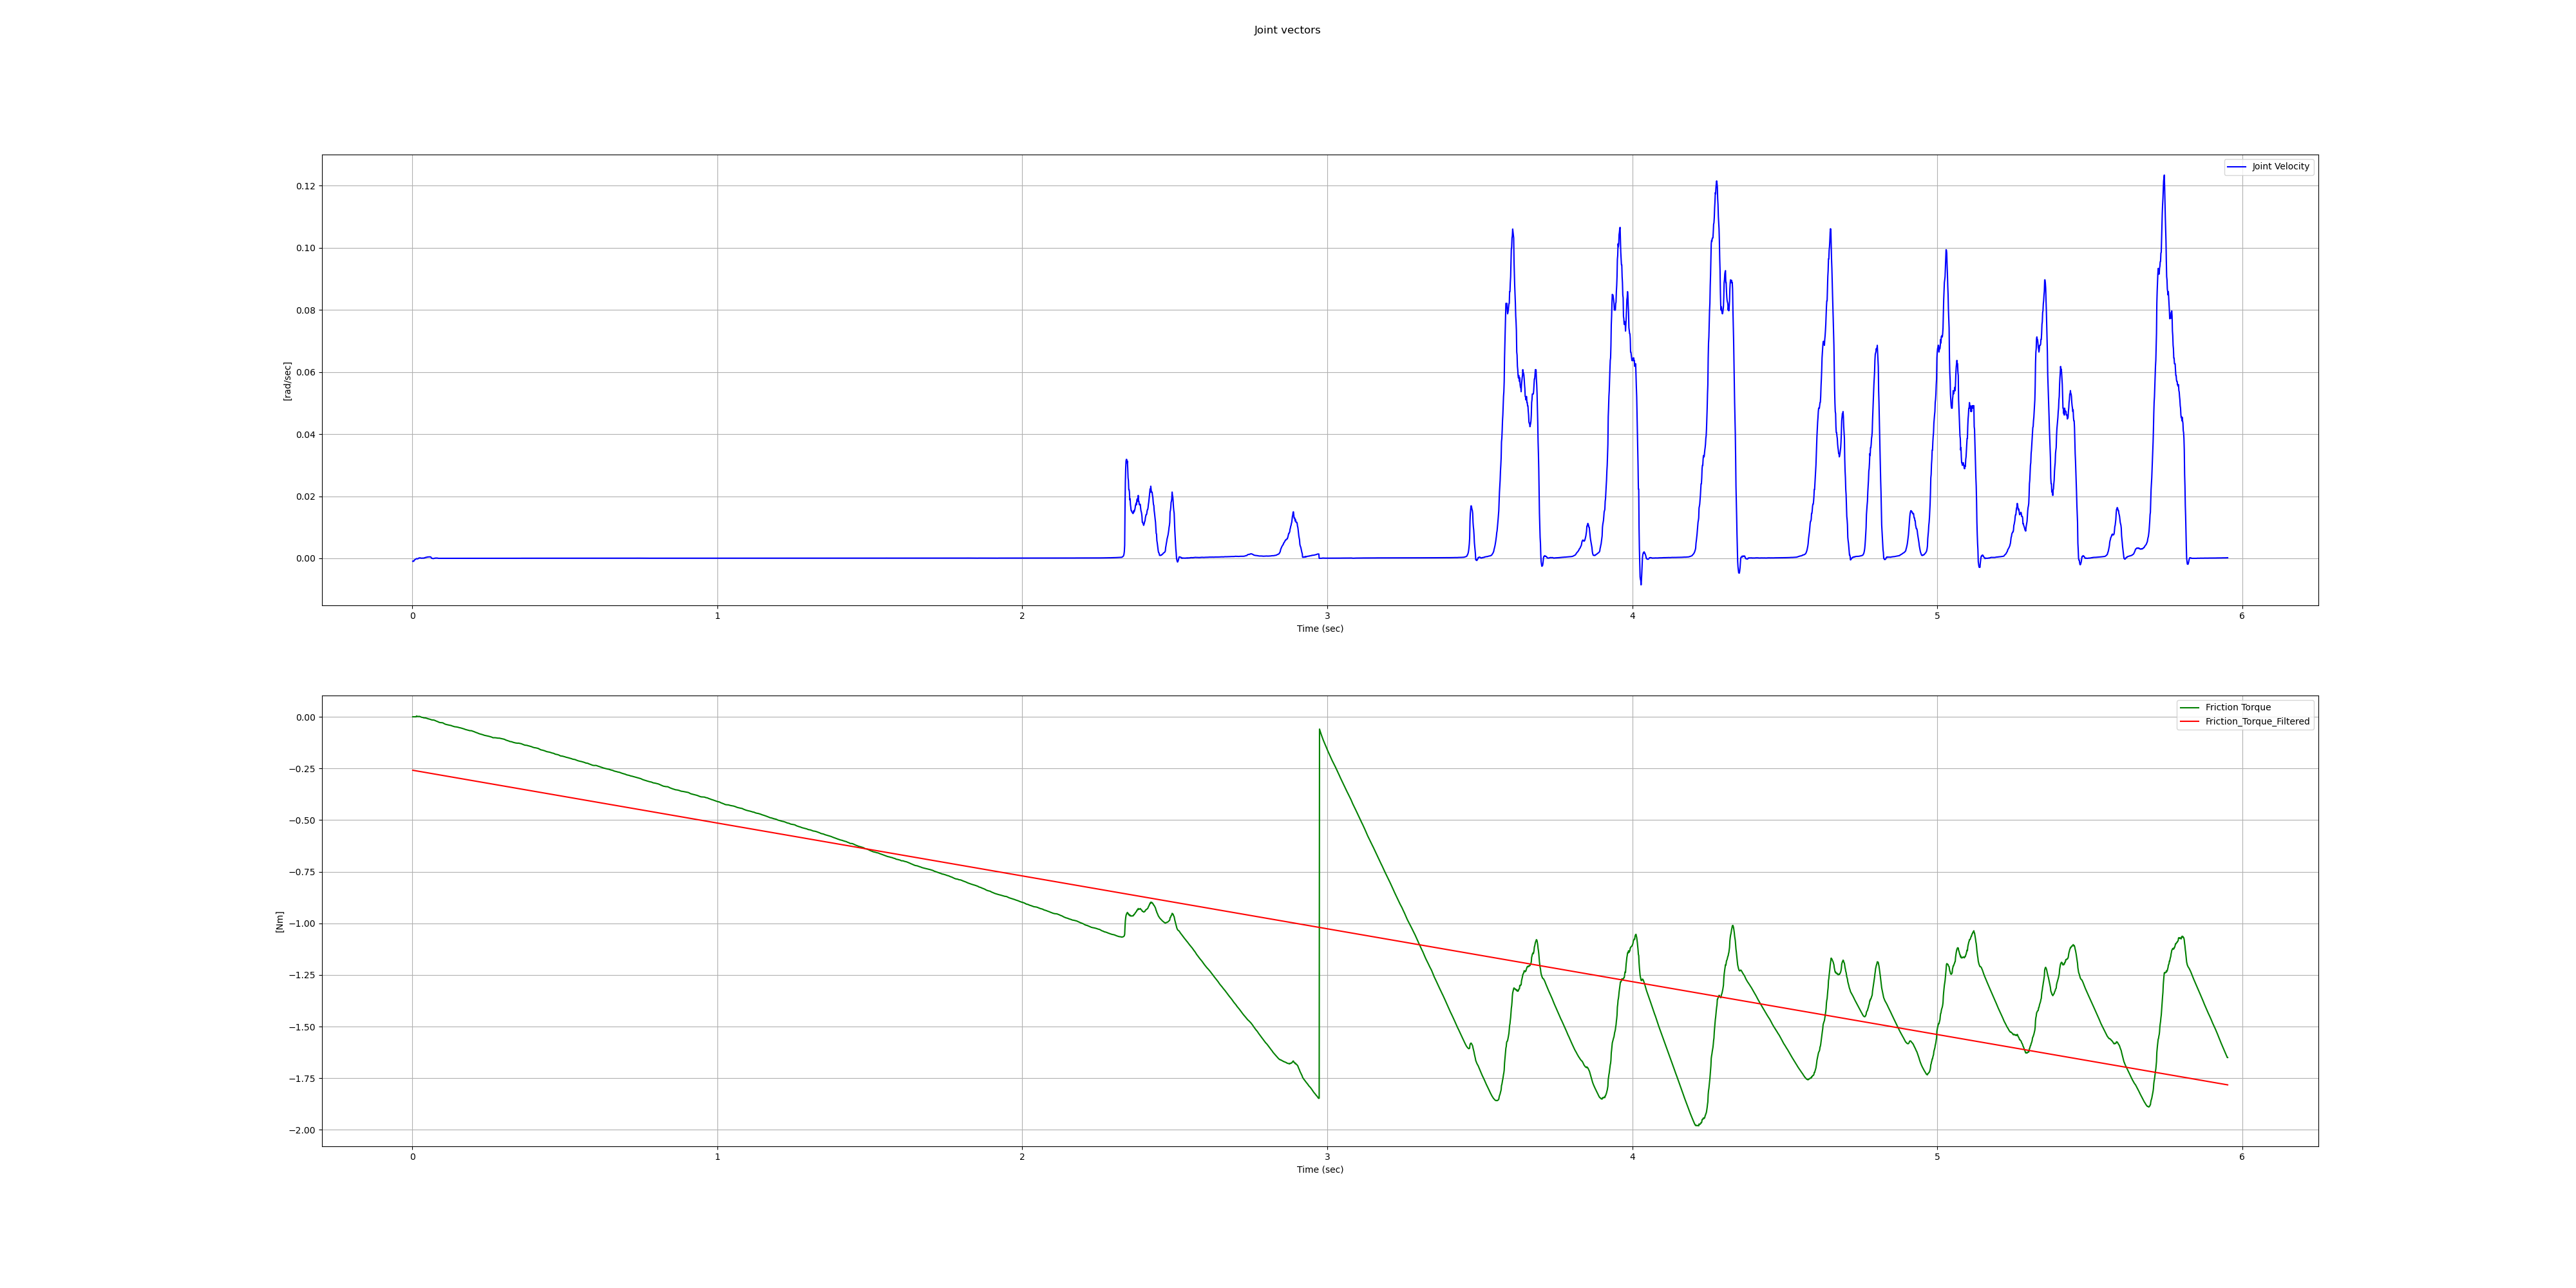 Joint vectors
Joint Velocity
0.12
0.10
0.08
0.06
0.04
0.02
0.00
[rad/sec]
0 1 2 3 4 5 6
Time (sec)
Friction Torque
Friction_Torque_Filtered
0.00
−0.25
−0.50
−0.75
−1.00
−1.25
−1.50
−1.75
−2.00
[Nm]
0 1 2 3 4 5 6
Time (sec)